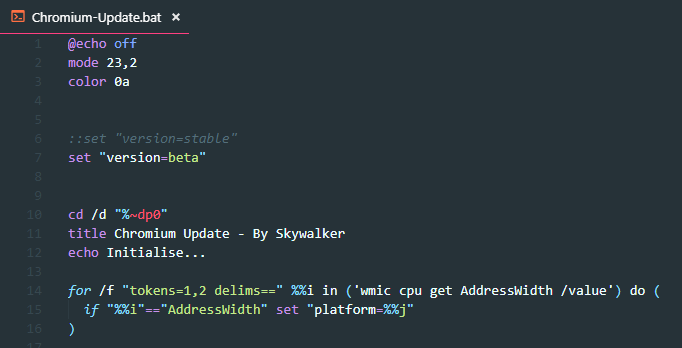 Chromium-Update.bat ×
1 @echo off
2 mode 23,2
3 color 0a
4
5
6 ::set "version=stable"
7 set "version=beta"
8
9
10 cd /d "%~dp0"
11 title Chromium Update - By Skywalker
12 echo Initialise...
13
14 for /f "tokens=1,2 delims==" %%i in ('wmic cpu get AddressWidth /value') do (
15 if "%%i"=="AddressWidth" set "platform=%%j"
16 )
17